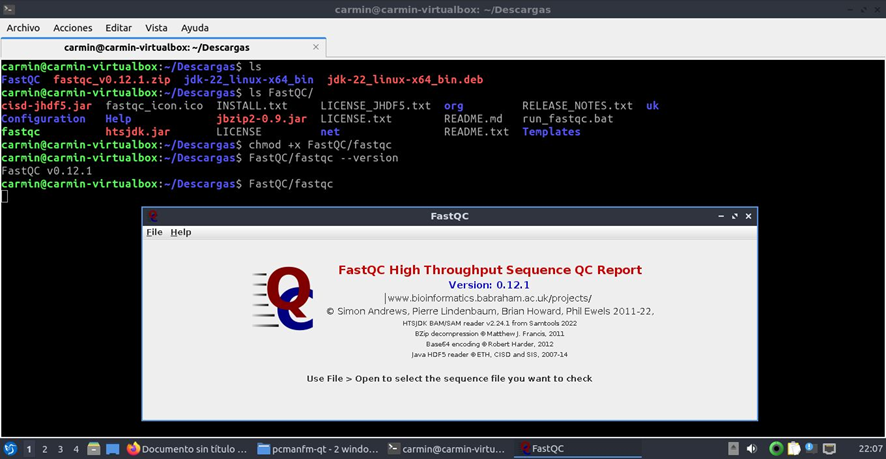 carmin@carmin-virtualbox: ~/Descargas
Archivo Acciones Editar Vista Ayuda
carmin@carmin-virtualbox: ~/Descargas ×
carmin@carmin-virtualbox:~/Descargas$ ls
FastQC fastqc_v0.12.1.zip jdk-22_linux-x64_bin jdk-22_linux-x64_bin.deb
carmin@carmin-virtualbox:~/Descargas$ ls FastQC/
cisd-jhdf5.jar fastqc_icon.ico INSTALL.txt LICENSE_JHDF5.txt org RELEASE_NOTES.txt uk
Configuration Help jbzip2-0.9.jar LICENSE.txt README.md run_fastqc.bat
fastqc htsjdk.jar LICENSE net README.txt Templates
carmin@carmin-virtualbox:~/Descargas$ chmod +x FastQC/fastqc
carmin@carmin-virtualbox:~/Descargas$ FastQC/fastqc --version
FastQC v0.12.1
carmin@carmin-virtualbox:~/Descargas$ FastQC/fastqc
FastQC
File Help
QC
FastQC High Throughput Sequence QC Report
Version: 0.12.1
www.bioinformatics.babraham.ac.uk/projects/
© Simon Andrews, Pierre Lindenbaum, Brian Howard, Phil Ewels 2011-22,
HTSJDK BAM/SAM reader v2.24.1 from Samtools 2022
BZip decompression © Matthew J. Francis, 2011
Base64 encoding © Robert Harder, 2012
Java HDF5 reader © ETH, CISD and SIS, 2007-14
Use File > Open to select the sequence file you want to check
1 2 3 4 Documento sin título ... pcmanfm-qt - 2 windo... carmin@carmin-virtu... FastQC 22:07